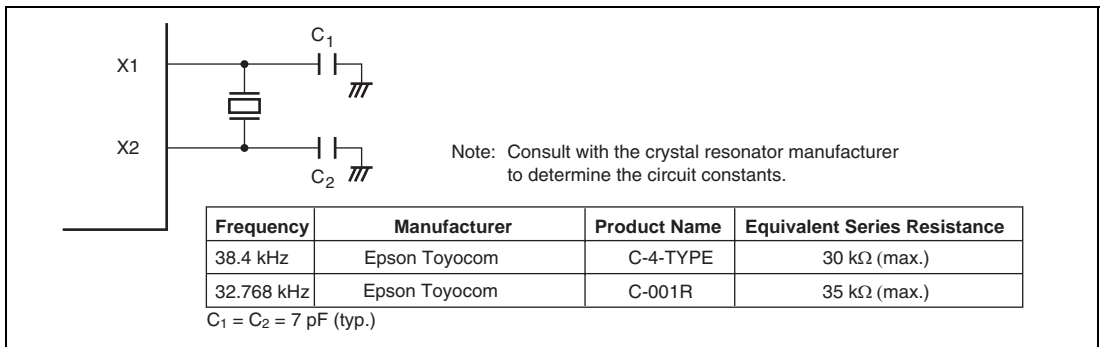 C1
X1
X2
C2
Note: Consult with the crystal resonator manufacturer
to determine the circuit constants.
Frequency Manufacturer Product Name Equivalent Series Resistance
38.4 kHz Epson Toyocom C-4-TYPE 30 kΩ (max.)
32.768 kHz Epson Toyocom C-001R 35 kΩ (max.)
C1 = C2 = 7 pF (typ.)